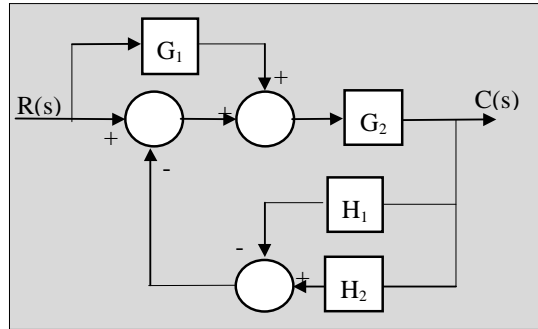 G₁
+
R(s)
C(s)
+
+
G₂
-
H₁
-
+
H₂